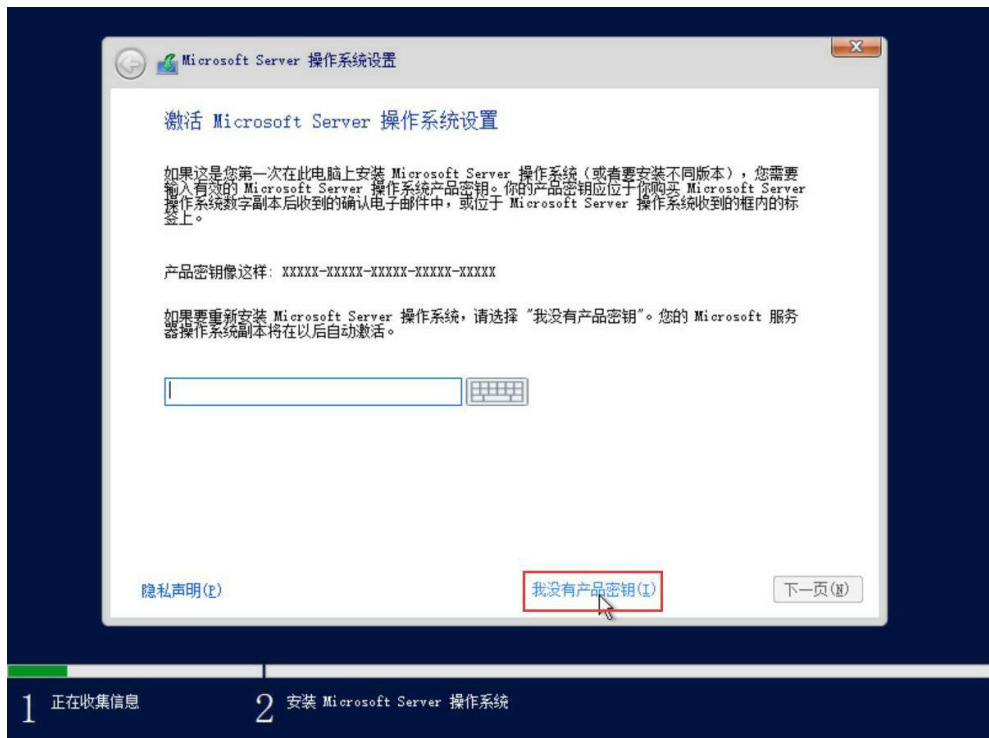 Microsoft Server 操作系统设置
激活 Microsoft Server 操作系统设置
如果这是您第一次在此电脑上安装 Microsoft Server 操作系统（或者要安装不同版本），您需要
输入有效的 Microsoft Server 操作系统产品密钥。你的产品密钥应位于你购买 Microsoft Server
操作系统数字副本后收到的确认电子邮件中，或位于 Microsoft Server 操作系统收到的框内的标
签上。
产品密钥像这样: XXXXX-XXXXX-XXXXX-XXXXX-XXXXX
如果要重新安装 Microsoft Server 操作系统，请选择 "我没有产品密钥"。您的 Microsoft 服务
器操作系统副本将在以后自动激活。
隐私声明(P)
我没有产品密钥(I)
下一页(N)
1 正在收集信息
2 安装 Microsoft Server 操作系统